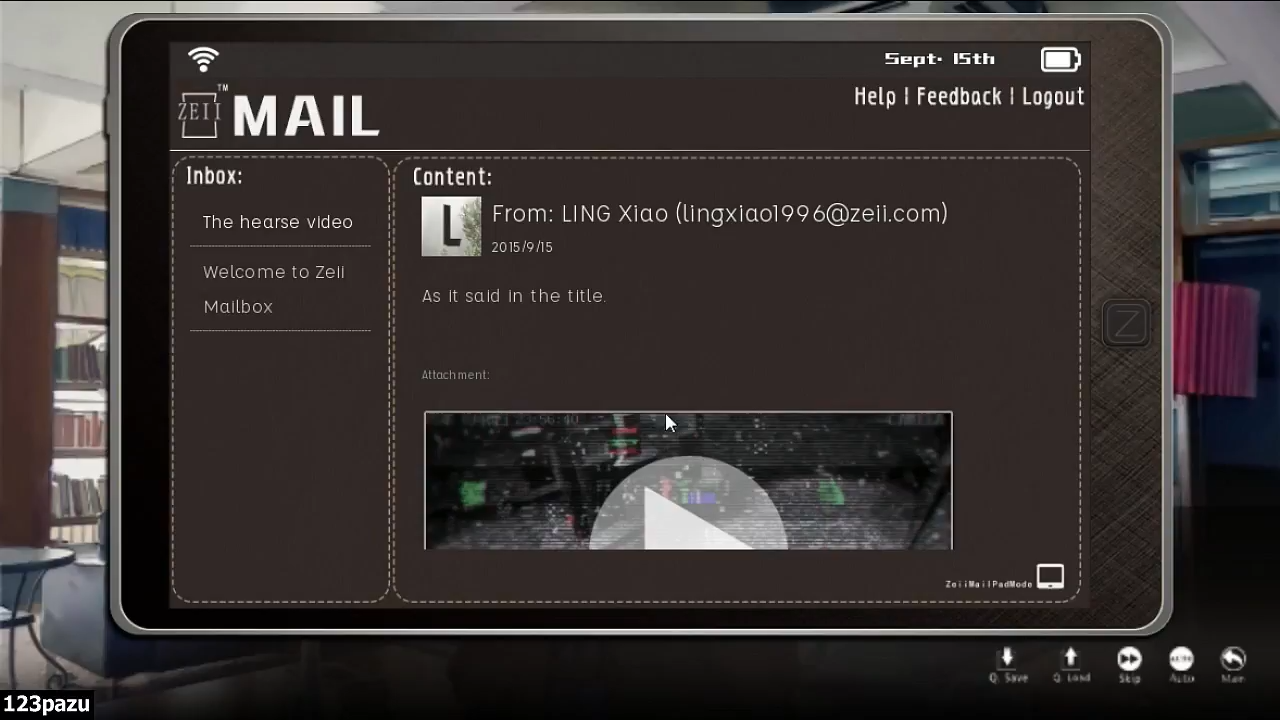 Sept. 15th
ZEII™ MAIL
Help | Feedback | Logout
Inbox:
The hearse video
Welcome to Zeii
Mailbox
Content:
L
From: LING Xiao (lingxiao1996@zeii.com)
2015/9/15
As it said in the title.
Attachment:
ZeiiMailPadMode
Z
Q. Save
Q. Load
Skip
Auto
Main
123pazu